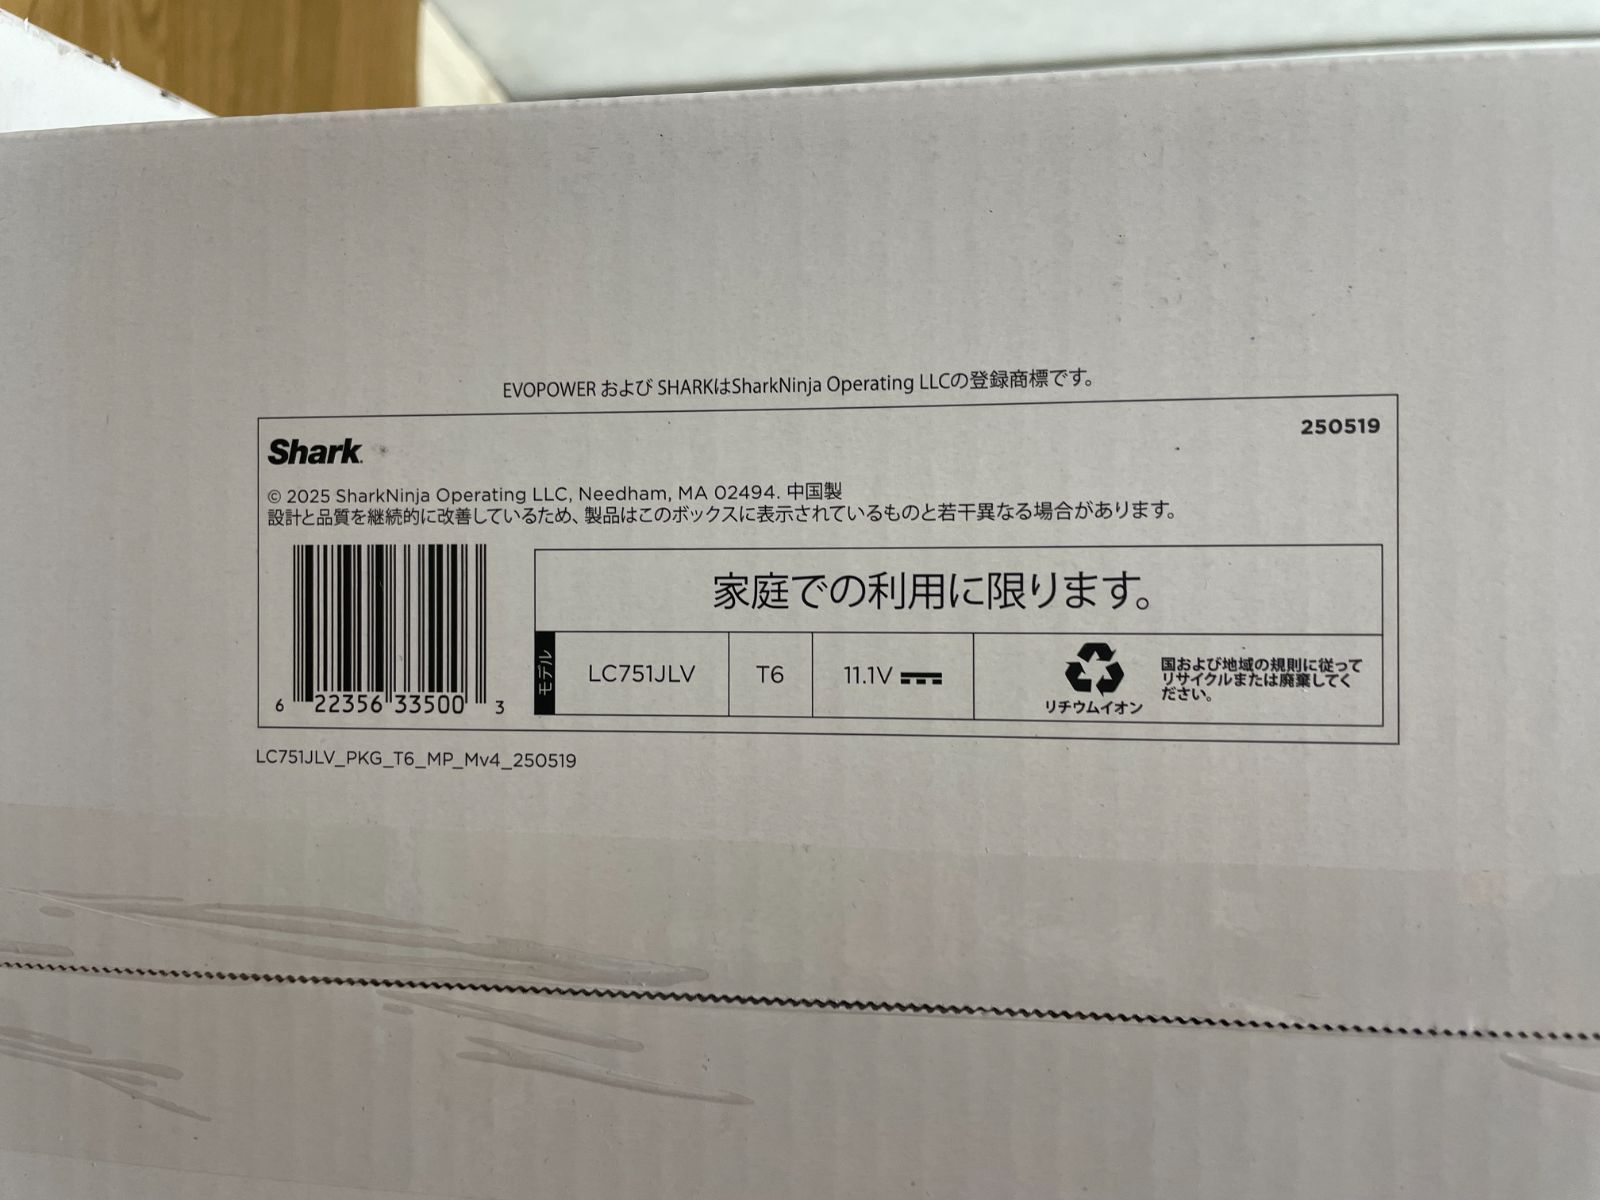 EVOPOWER および SHARKはSharkNinja Operating LLCの登録商標です。
Shark.
250519
© 2025 SharkNinja Operating LLC, Needham, MA 02494. 中国製
設計と品質を継続的に改善しているため、製品はこのボックスに表示されているものと若干異なる場合があります。
家庭での利用に限ります。
モデル
LC751JLV
T6
11.1V
リチウムイオン
国および地域の規則に従って
リサイクルまたは廃棄してく
ださい。
6 22356 33500 3
LC751JLV_PKG_T6_MP_Mv4_250519